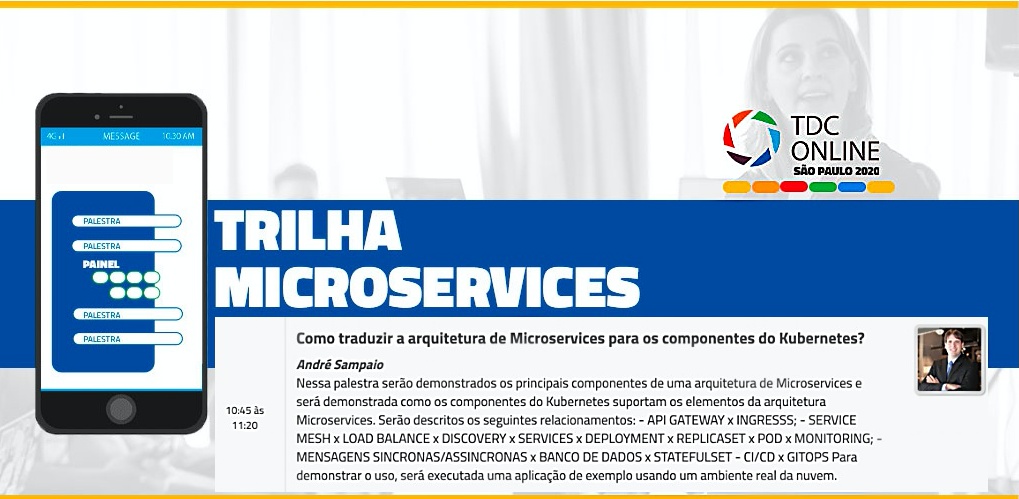 TDC
ONLINE
SÃO PAULO 2020
4G
MESSAGE
10:30 AM
PALESTRA
PALESTRA
PAINEL
PALESTRA
PALESTRA
TRILHA
MICROSERVICES
10:45 às
11:20
Como traduzir a arquitetura de Microservices para os componentes do Kubernetes?
André Sampaio
Nessa palestra serão demonstrados os principais componentes de uma arquitetura de Microservices e
será demonstrada como os componentes do Kubernetes suportam os elementos da arquitetura
Microservices. Serão descritos os seguintes relacionamentos: - API GATEWAY x INGRESSS; - SERVICE
MESH x LOAD BALANCE x DISCOVERY x SERVICES x DEPLOYMENT x REPLICASET x POD x MONITORING; -
MENSAGENS SINCRONAS/ASSINCRONAS x BANCO DE DADOS x STATEFULSET - CI/CD x GITOPS Para
demonstrar o uso, será executada uma aplicação de exemplo usando um ambiente real da nuvem.